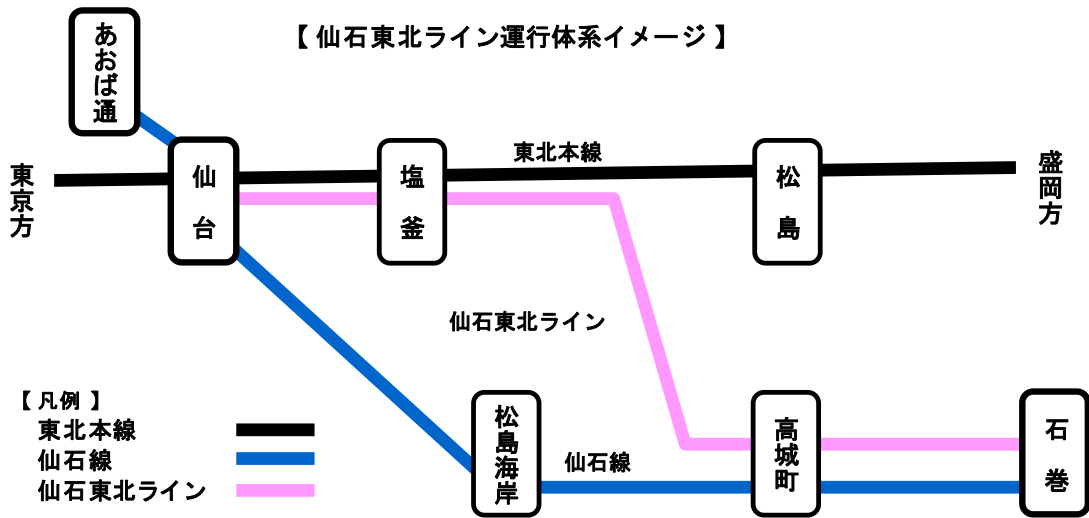 【 仙石東北ライン運行体系イメージ 】
あおば通
東京方
仙台
塩釜
東北本線
松島
盛岡方
仙石東北ライン
【 凡例 】
東北本線
仙石線
仙石東北ライン
松島海岸
仙石線
高城町
石巻